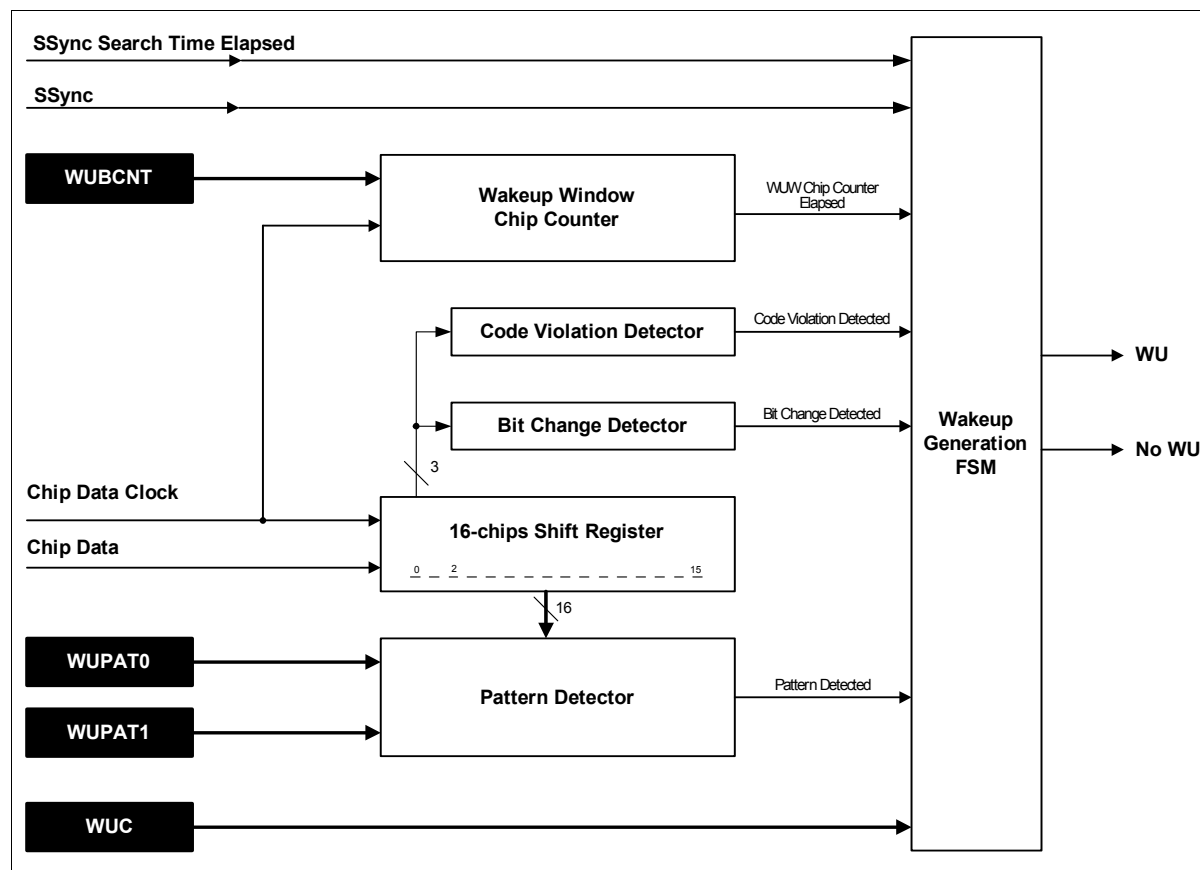 SSync Search Time Elapsed
SSync
WUBCNT
Wakeup Window
Chip Counter
WUW Chip Counter
Elapsed
Code Violation Detector
Code Violation Detected
WU
Bit Change Detector
Bit Change Detected
Wakeup
Generation
FSM
No WU
3
Chip Data Clock
16-chips Shift Register
Chip Data
0 2 15
16
WUPAT0
Pattern Detector
Pattern Detected
WUPAT1
WUC